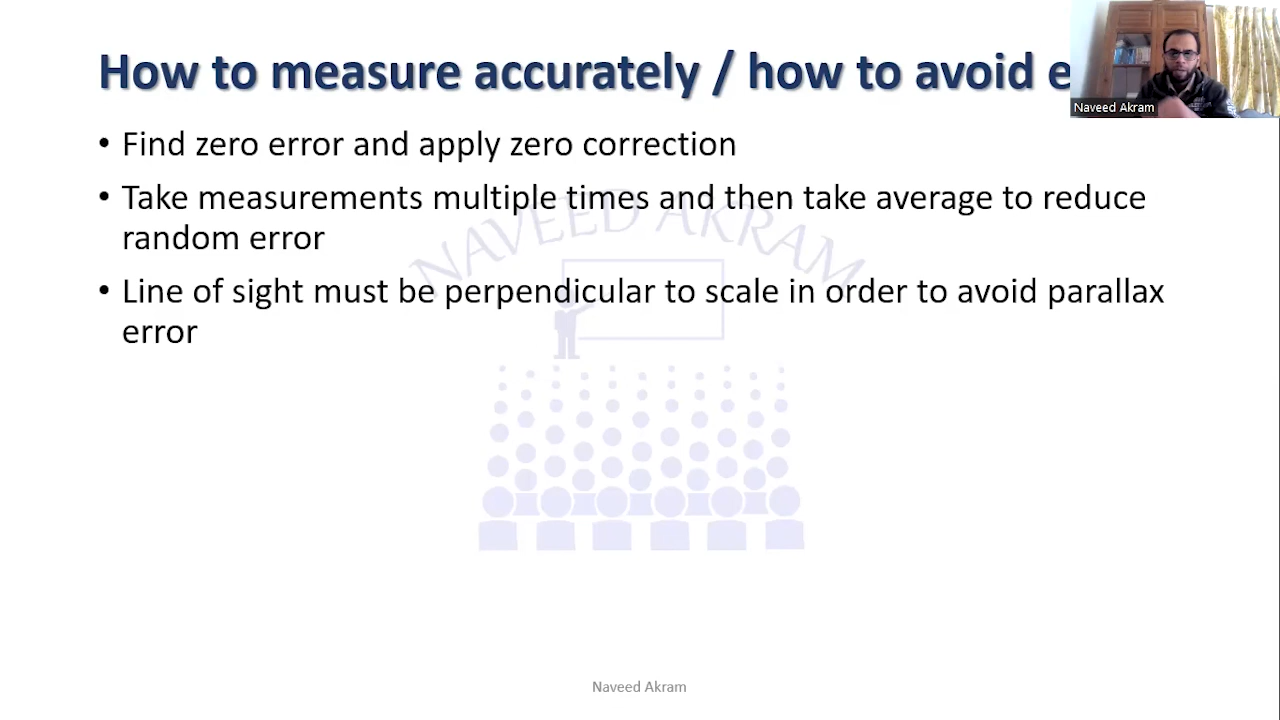 How to measure accurately / how to avoid e
Naveed Akram
• Find zero error and apply zero correction
• Take measurements multiple times and then take average to reduce
random error
NAVEED AKRAM
• Line of sight must be perpendicular to scale in order to avoid parallax
error
Naveed Akram